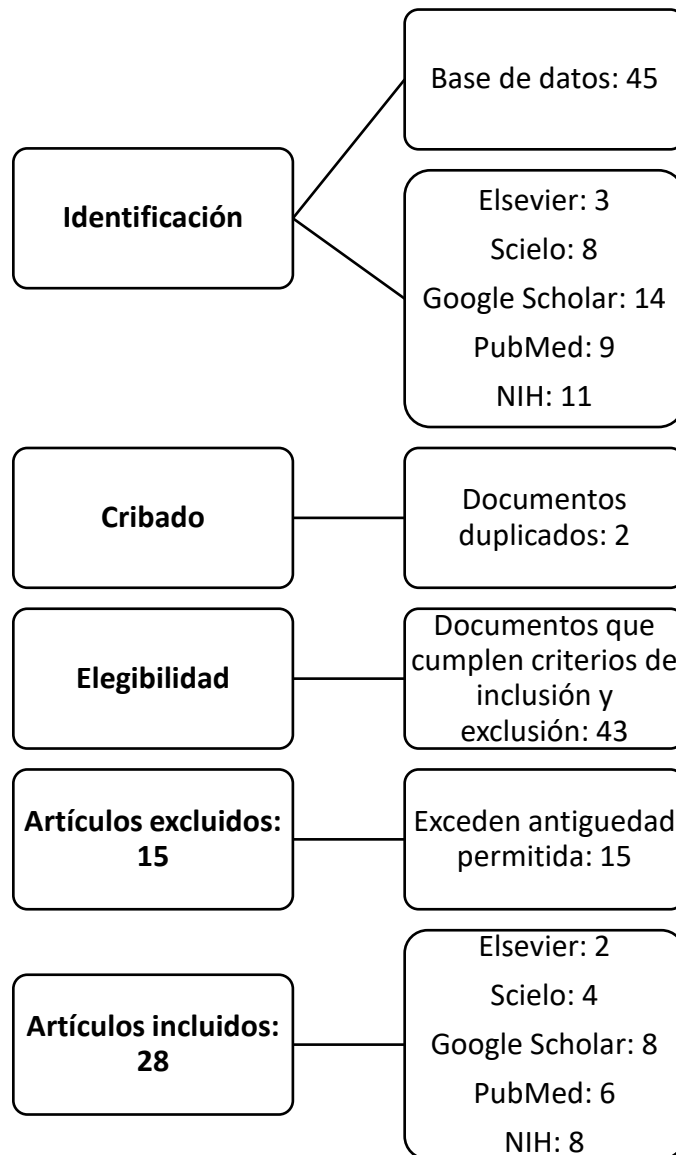 Base de datos: 45
Identificación
Elsevier: 3
Scielo: 8
Google Scholar: 14
PubMed: 9
NIH: 11
Cribado
Documentos
duplicados: 2
Elegibilidad
Documentos que
cumplen criterios de
inclusión y
exclusión: 43
Artículos excluidos:
15
Exceden antiguedad
permitida: 15
Artículos incluidos:
28
Elsevier: 2
Scielo: 4
Google Scholar: 8
PubMed: 6
NIH: 8